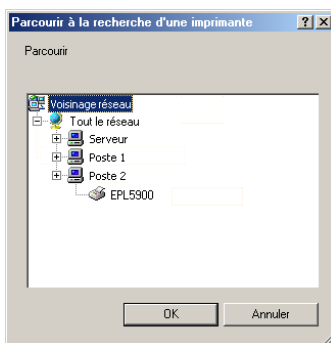 Parcourir à la recherche d'une imprimante
Parcourir
Voisinage réseau
Tout le réseau
Serveur
Poste 1
Poste 2
EPL5900
OK
Annuler